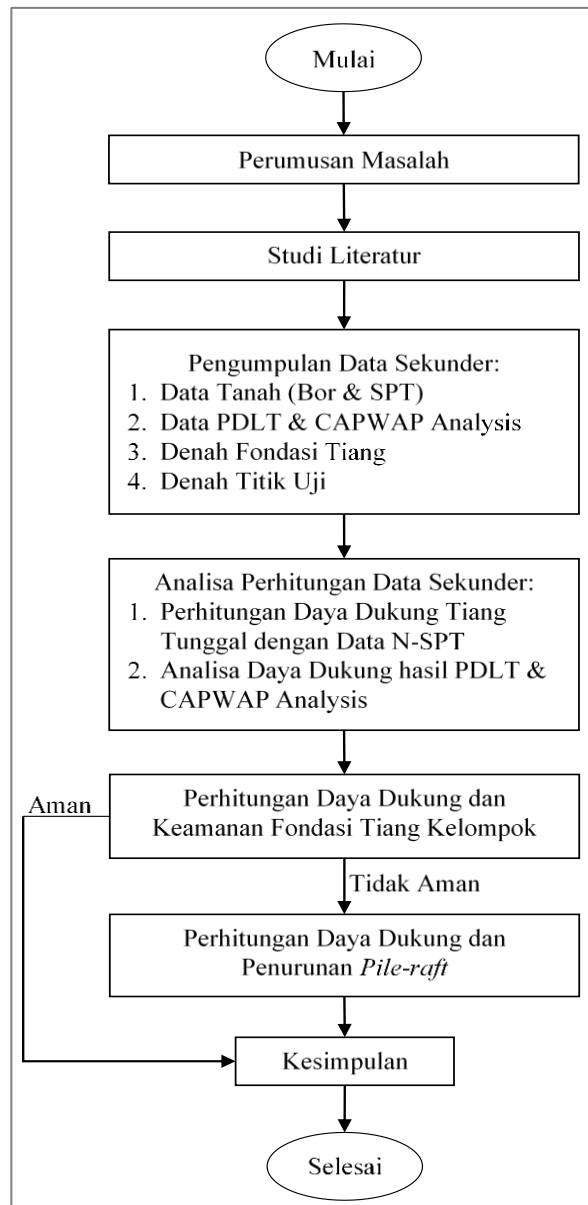 Mulai
Perumusan Masalah
Studi Literatur
Pengumpulan Data Sekunder:
1. Data Tanah (Bor & SPT)
2. Data PDLT & CAPWAP Analysis
3. Denah Fondasi Tiang
4. Denah Titik Uji
Analisa Perhitungan Data Sekunder:
1. Perhitungan Daya Dukung Tiang
Tunggal dengan Data N-SPT
2. Analisa Daya Dukung hasil PDLT &
CAPWAP Analysis
Aman
Perhitungan Daya Dukung dan
Keamanan Fondasi Tiang Kelompok
Tidak Aman
Perhitungan Daya Dukung dan
Penurunan Pile-raft
Kesimpulan
Selesai